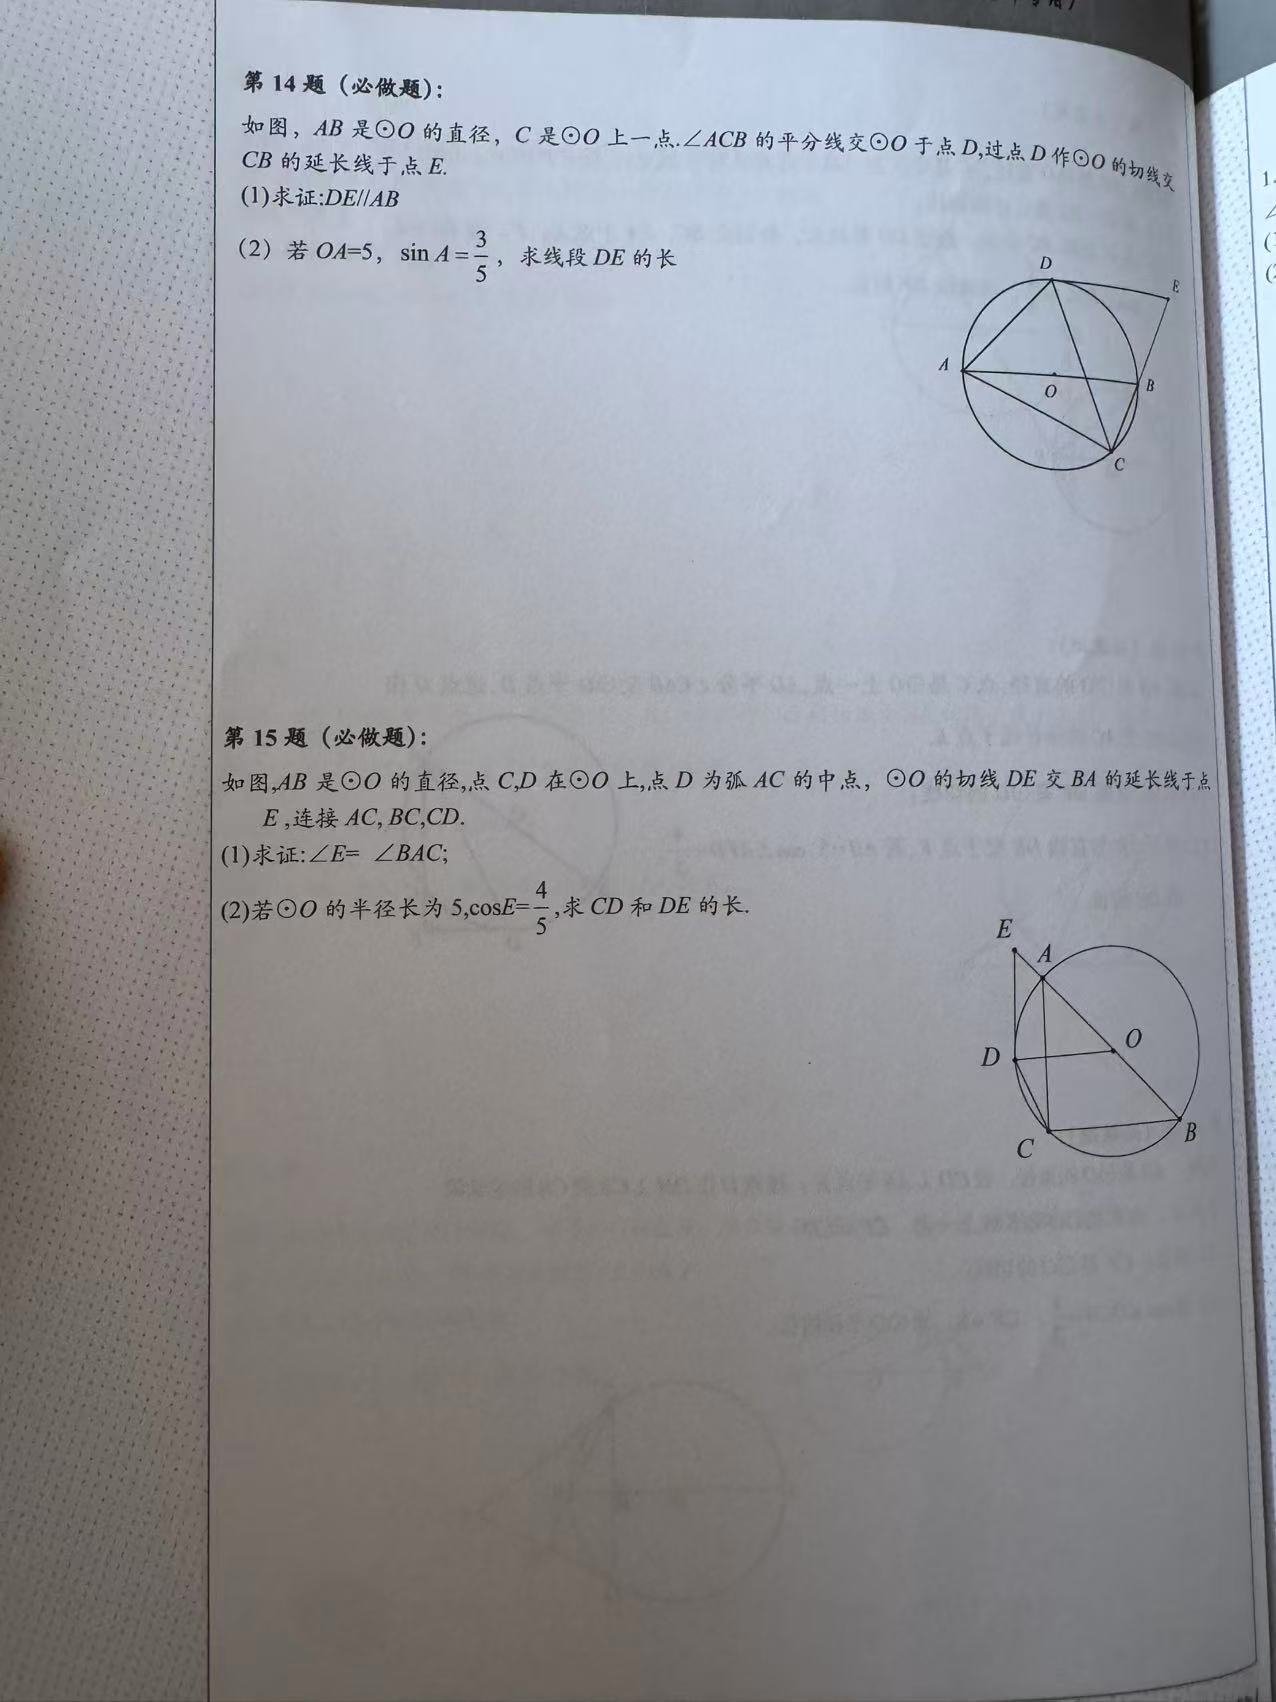 第 14 题（必做题）：
如图，AB 是⊙O 的直径，C 是⊙O 上一点.∠ACB 的平分线交⊙O 于点 D,过点 D 作⊙O 的切线交
CB 的延长线于点 E.
(1)求证:DE//AB
（2）若 OA=5，sin A = 3/5 ，求线段 DE 的长
D
E
A
O
B
C
第 15 题（必做题）：
如图,AB 是⊙O 的直径,点 C,D 在⊙O 上,点 D 为弧 AC 的中点，⊙O 的切线 DE 交 BA 的延长线于点
E ,连接 AC, BC,CD.
(1)求证:∠E= ∠BAC;
(2)若⊙O 的半径长为 5,cosE= 4/5 ,求 CD 和 DE 的长.
E
A
O
D
C
B
1.